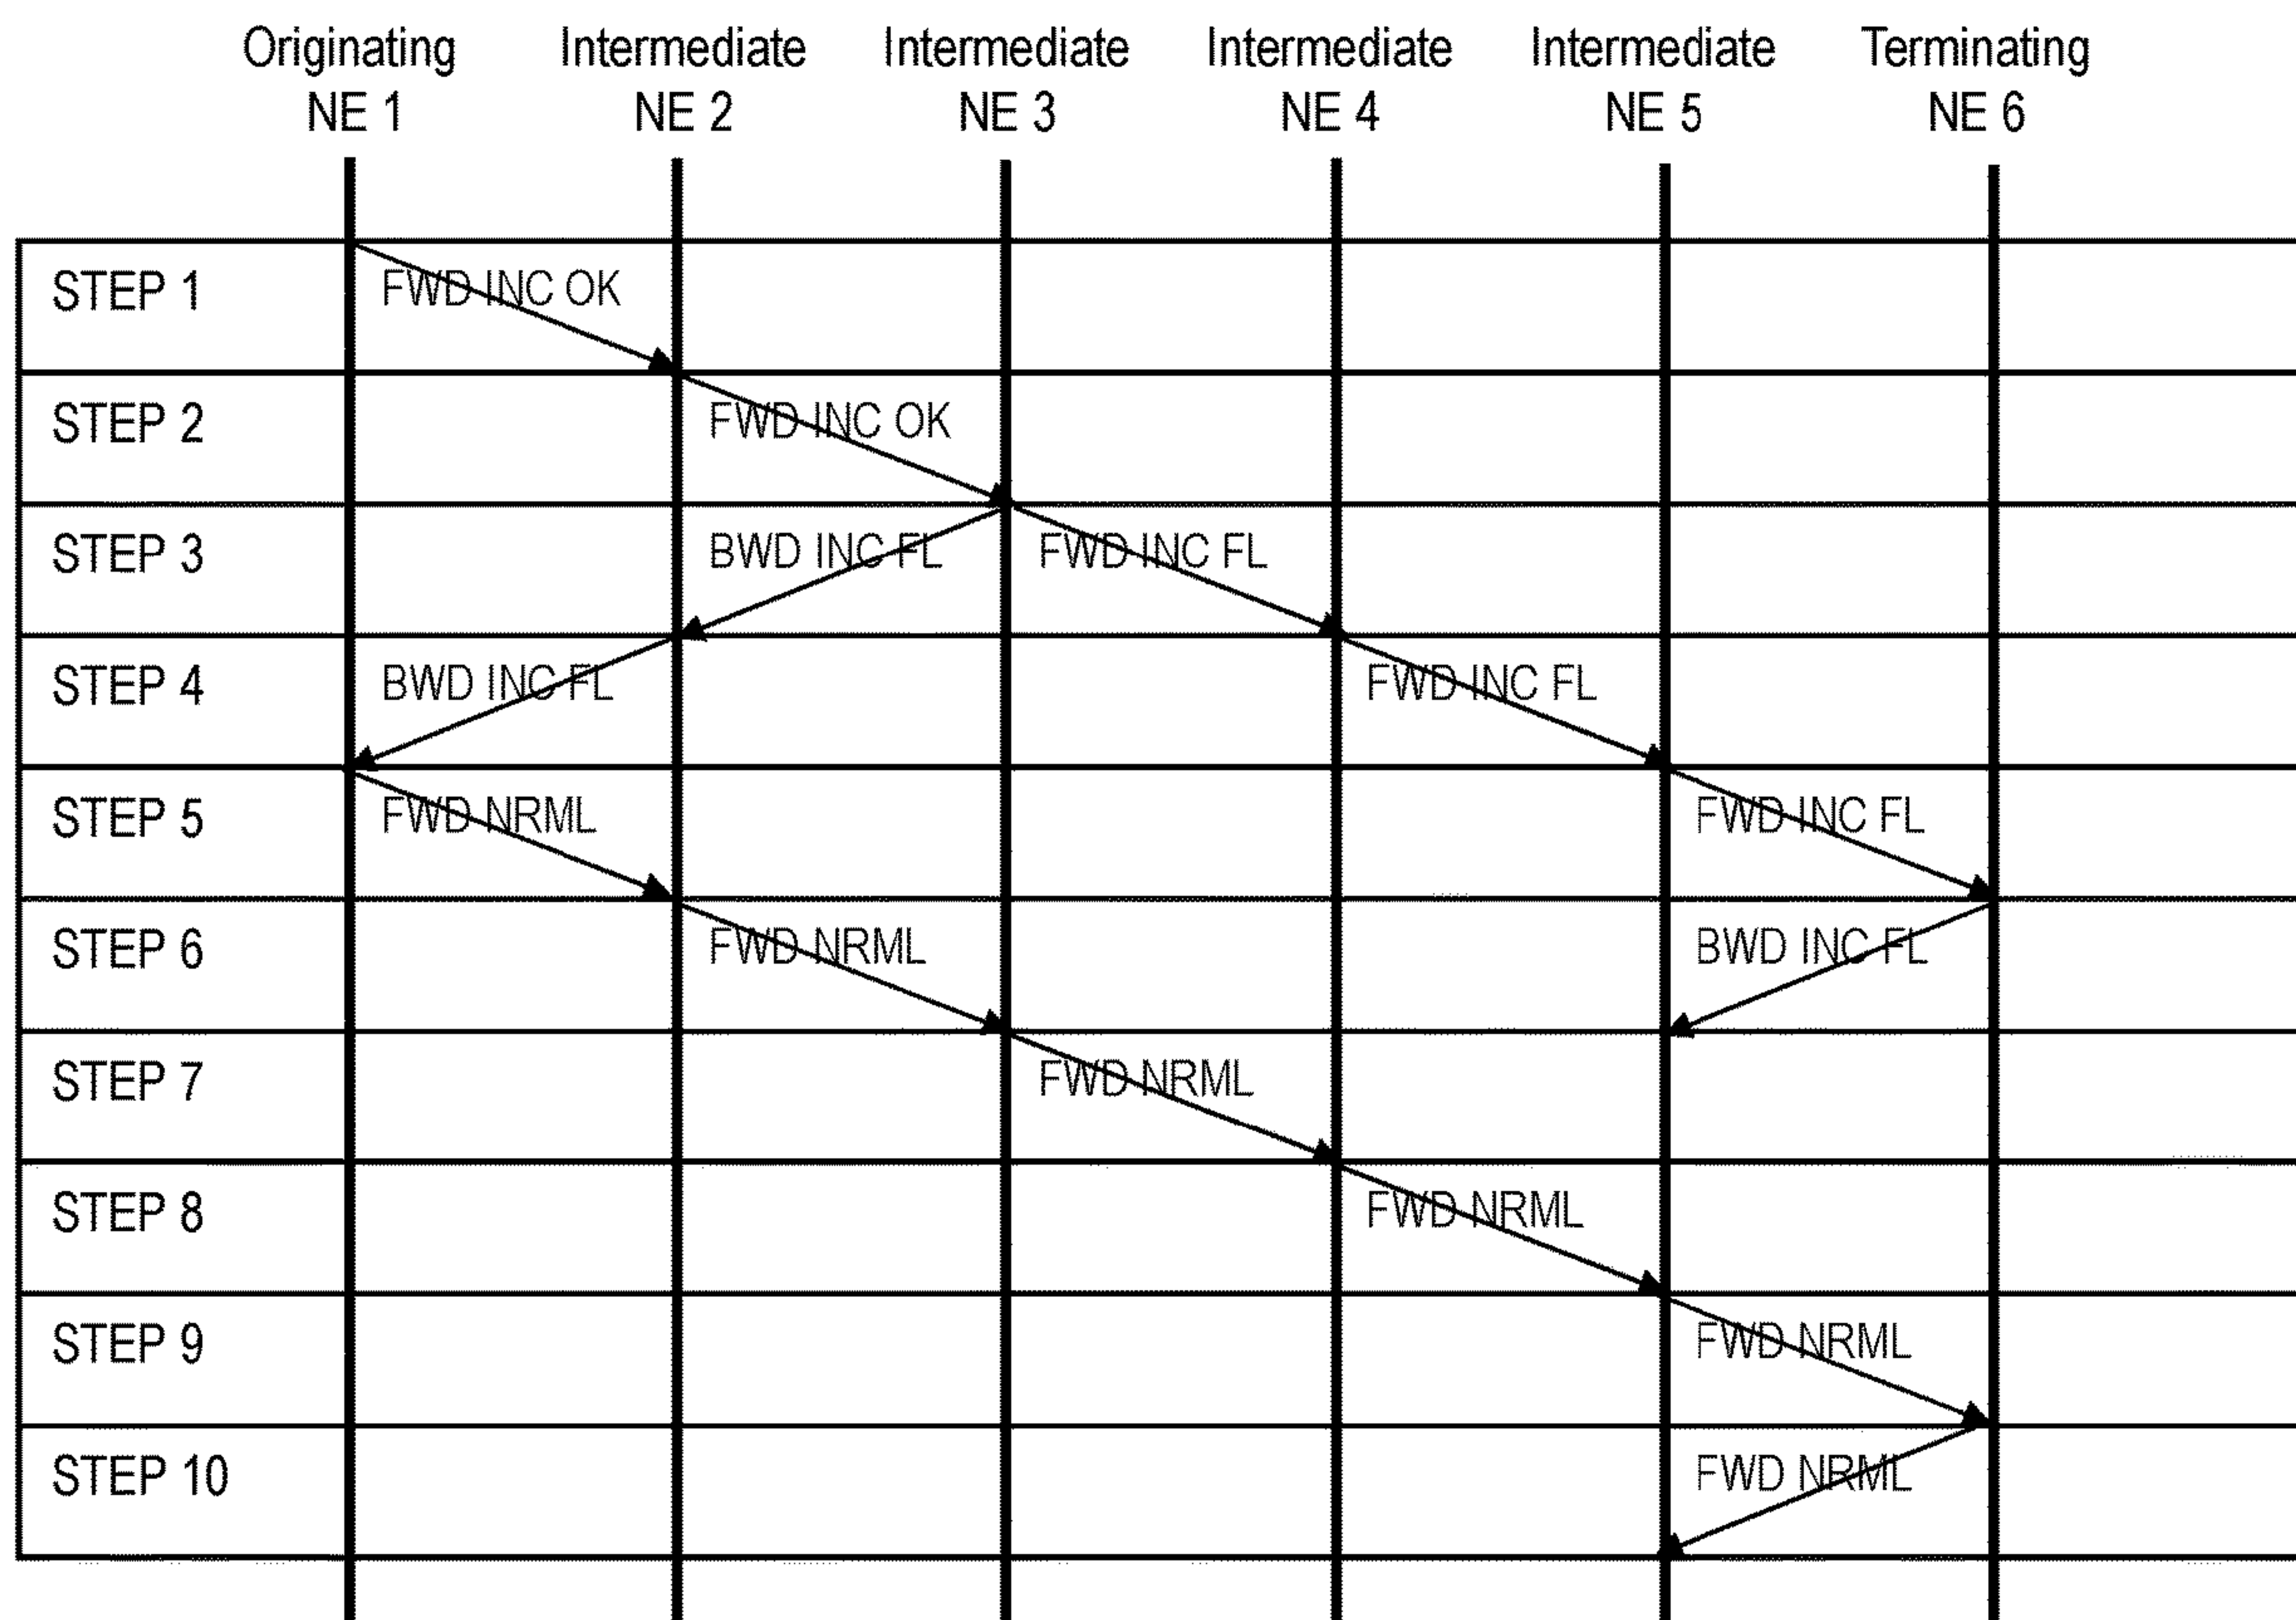 Originating Intermediate Intermediate Intermediate Intermediate Terminating
NE 1 NE 2 NE 3 NE 4 NE 5 NE 6
STEP 1 FWD INC OK
STEP 2 FWD INC OK
STEP 3 BWD INC FL FWD INC FL
STEP 4 BWD INC FL FWD INC FL
STEP 5 FWD NRML FWD INC FL
STEP 6 FWD NRML BWD INC FL
STEP 7 FWD NRML
STEP 8 FWD NRML
STEP 9 FWD NRML
STEP 10 FWD NRML